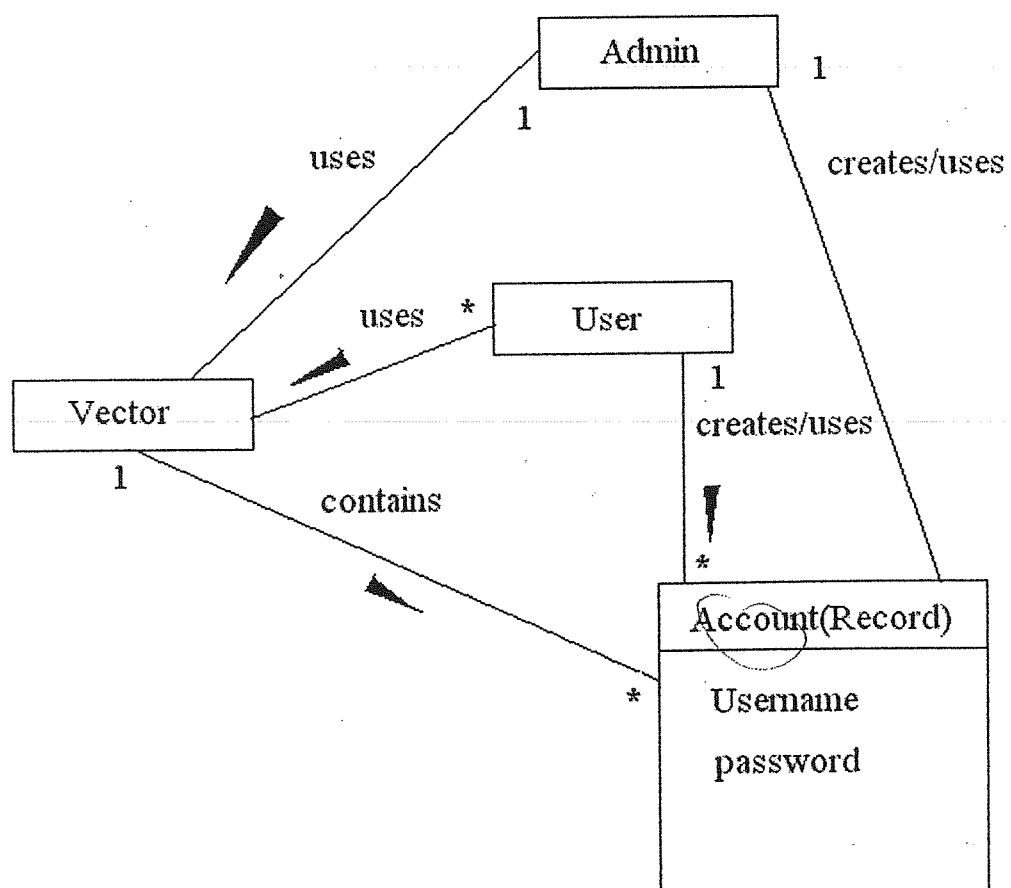 Admin
1
1
uses
creates/uses
uses
*
User
Vector
1
creates/uses
1
contains
*
Account(Record)
*
Username
password